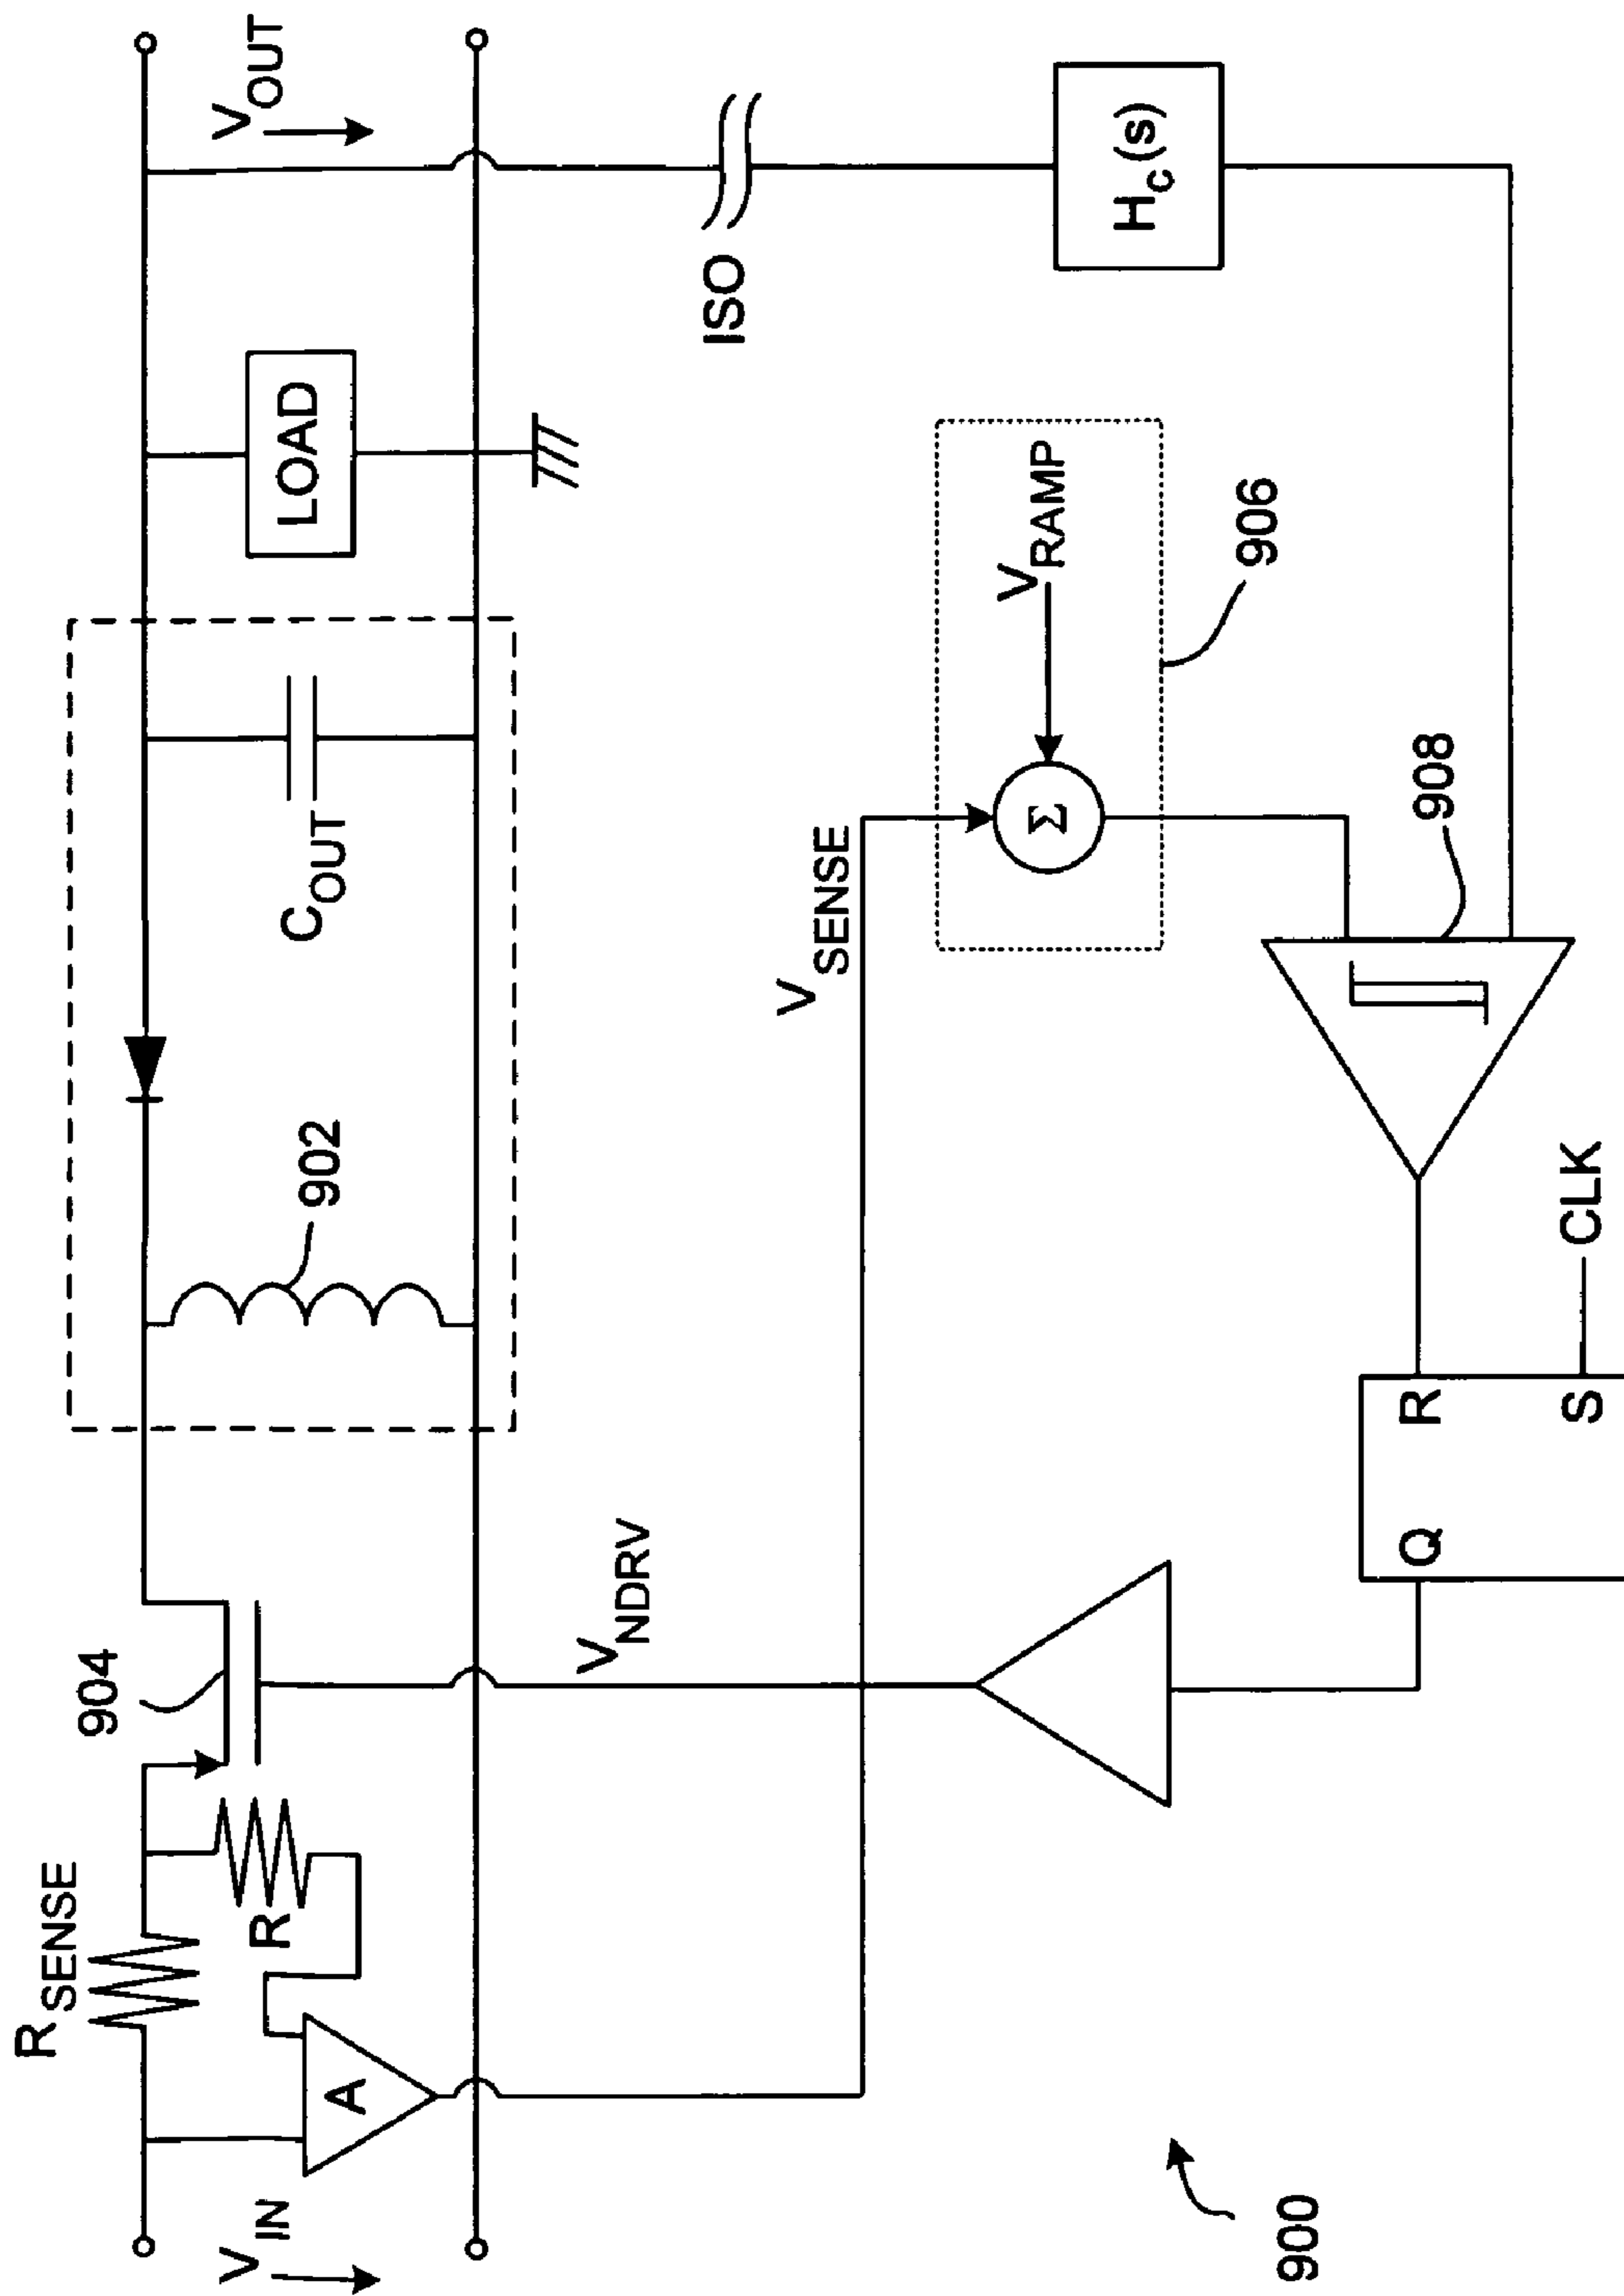 R_SENSE
904
V_IN
A
R
V_NDRV
902
C_OUT
LOAD
V_OUT
ISO
V_SENSE
Σ
V_RAMP
906
H_c(s)
908
Q
R
S
CLK
900